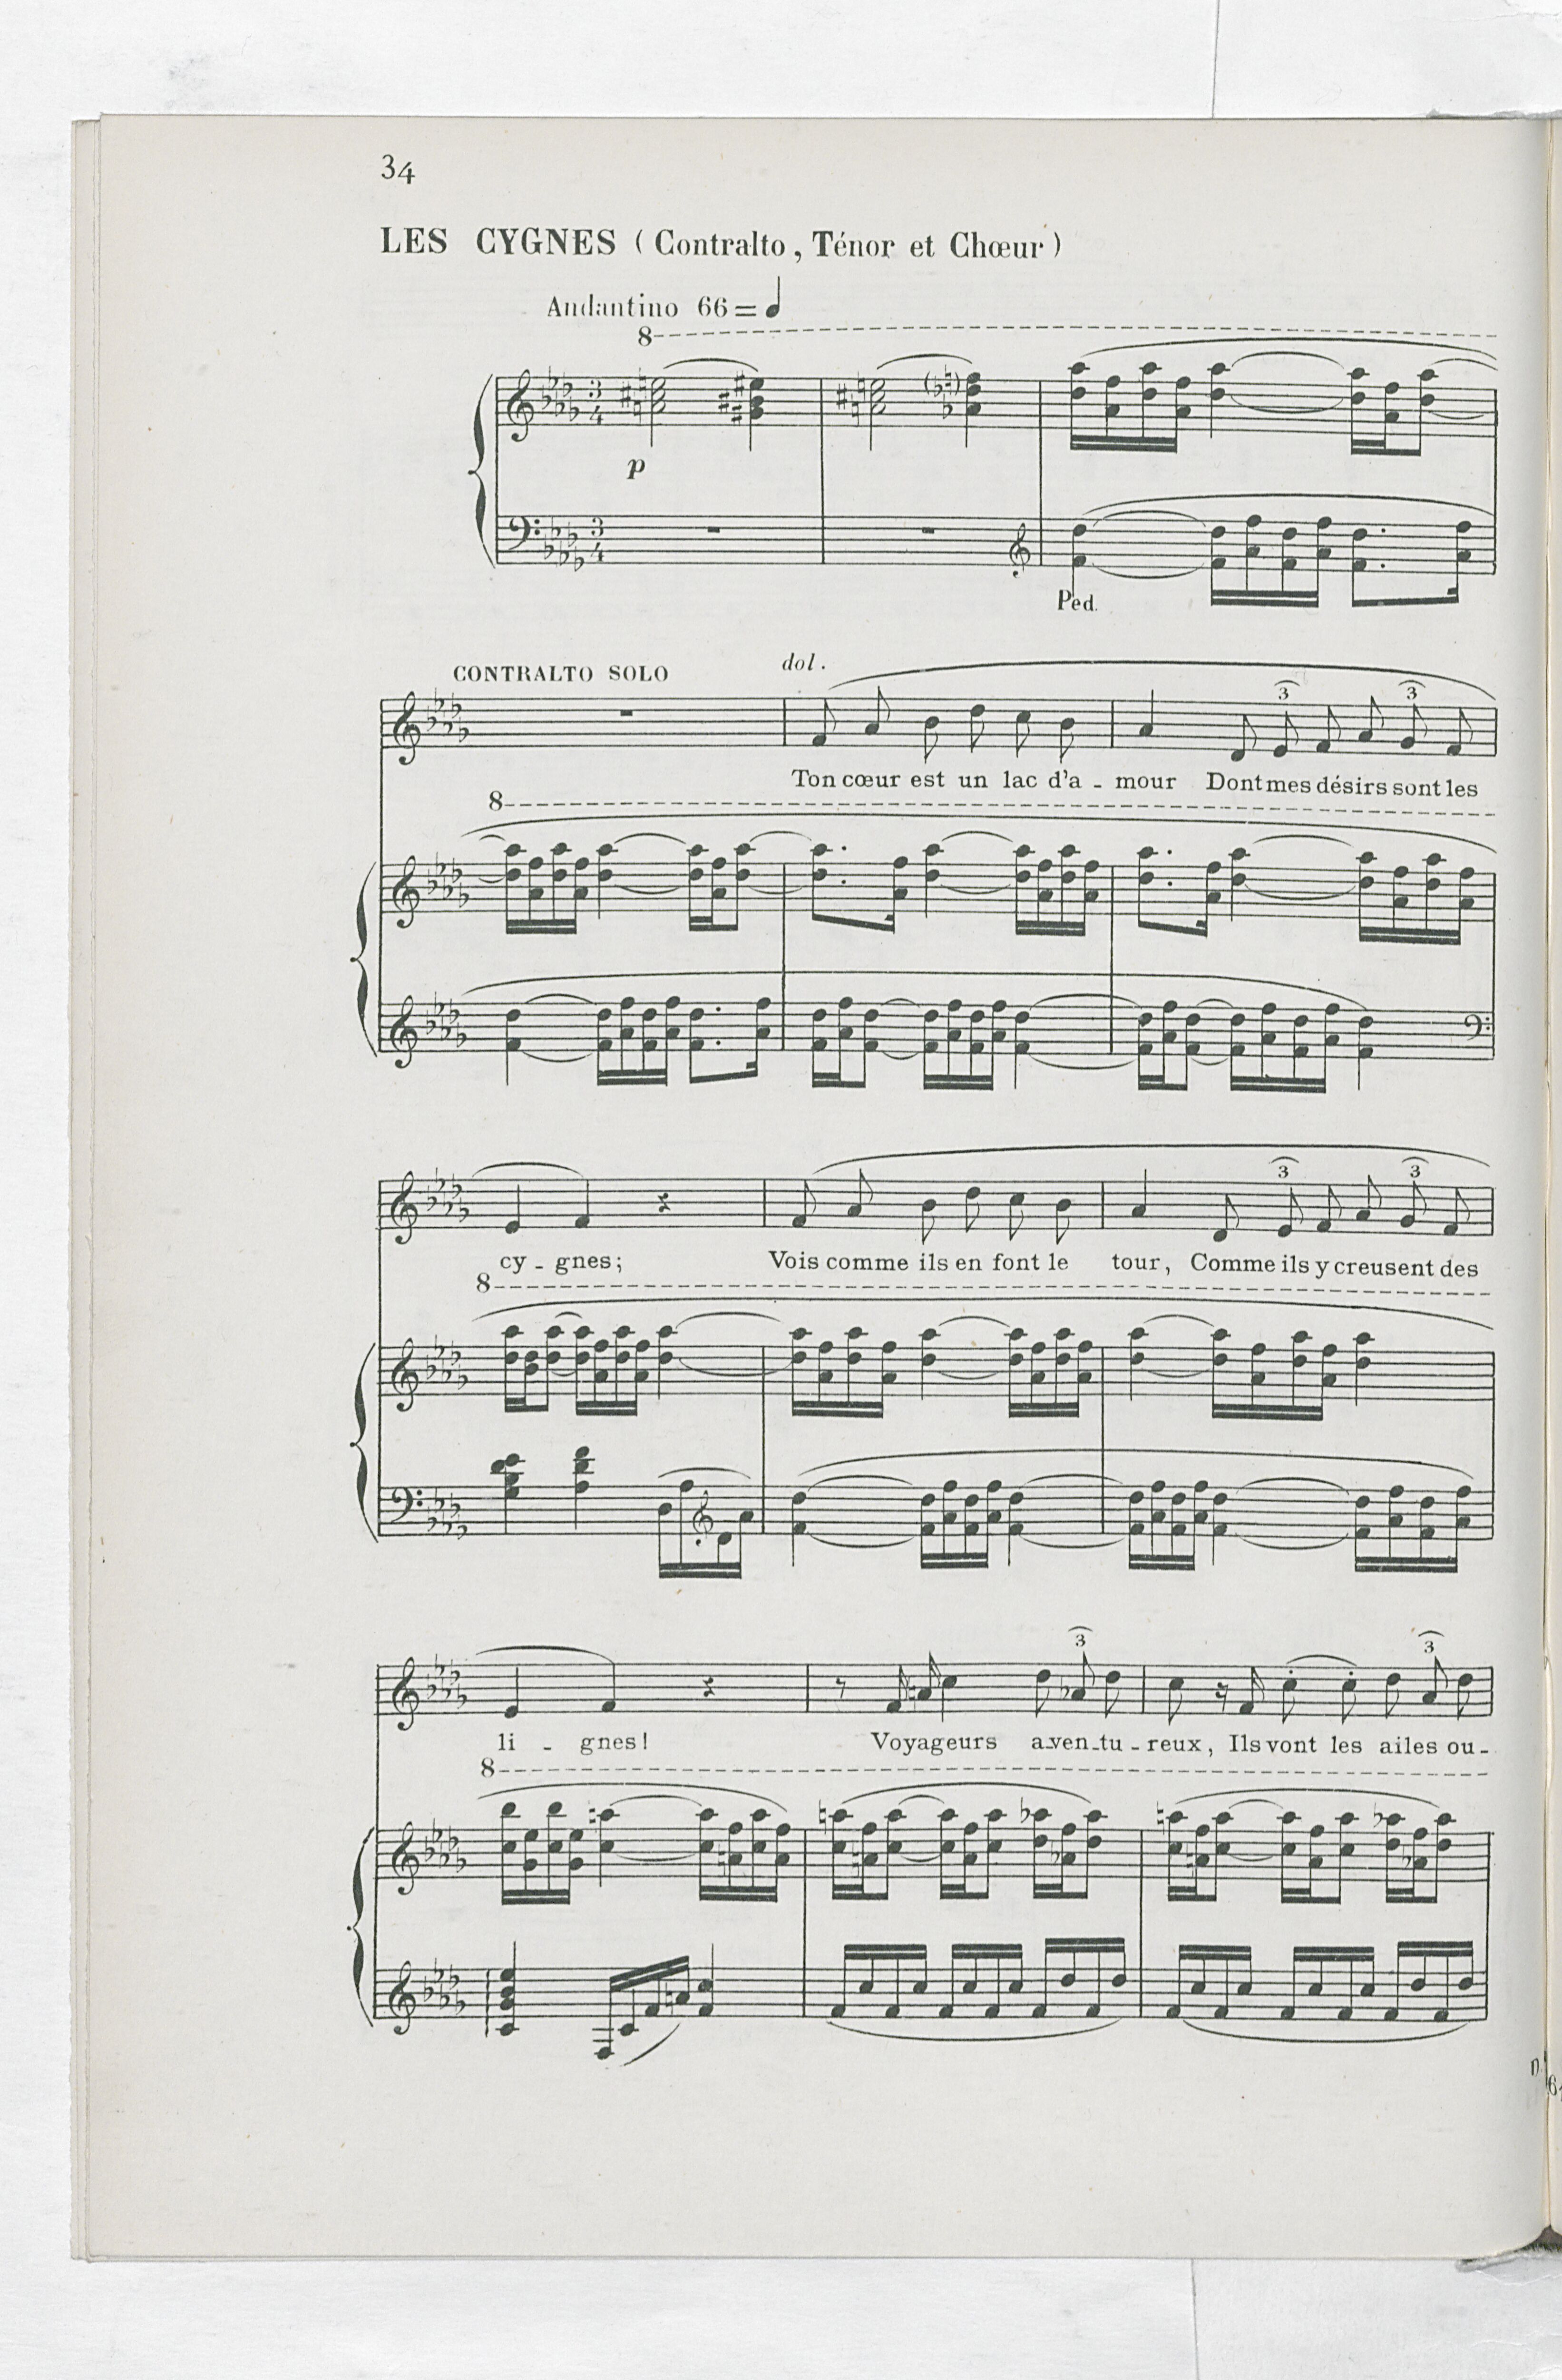 34
LES CYGNES (Contralto, Ténor et Chœur)
Andantino 66 =
8
p
Ped.
CONTRALTO SOLO dol.
3 3
Ton cœur est un lac d'a - mour Dont mes désirs sont les
8
3 3
cy - gnes; Vois comme ils en font le tour, Comme ils y creusent des
8
3 3
li - gnes! Voyageurs a-ven-tu - reux, Ils vont les ailes ou-
8